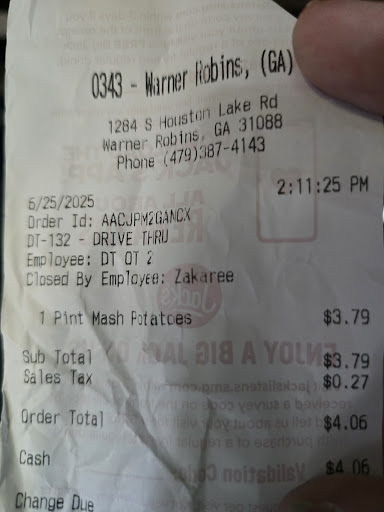 0343 - Warner Robins, (GA)
1284 S Houston Lake Rd
Warner Robins, GA 31088
Phone (479)387-4143
2:11:25 PM
6/25/2025
Order Id: AACJPM2GANCX
DT-132 - DRIVE THRU
Employee: DT OT 2
Closed By Employee: Zakaree
1 Pint Mash Potatoes $3.79
Sub Total $3.79
Sales Tax $0.27
Order Total $4.06
Cash $4.06
Change Due